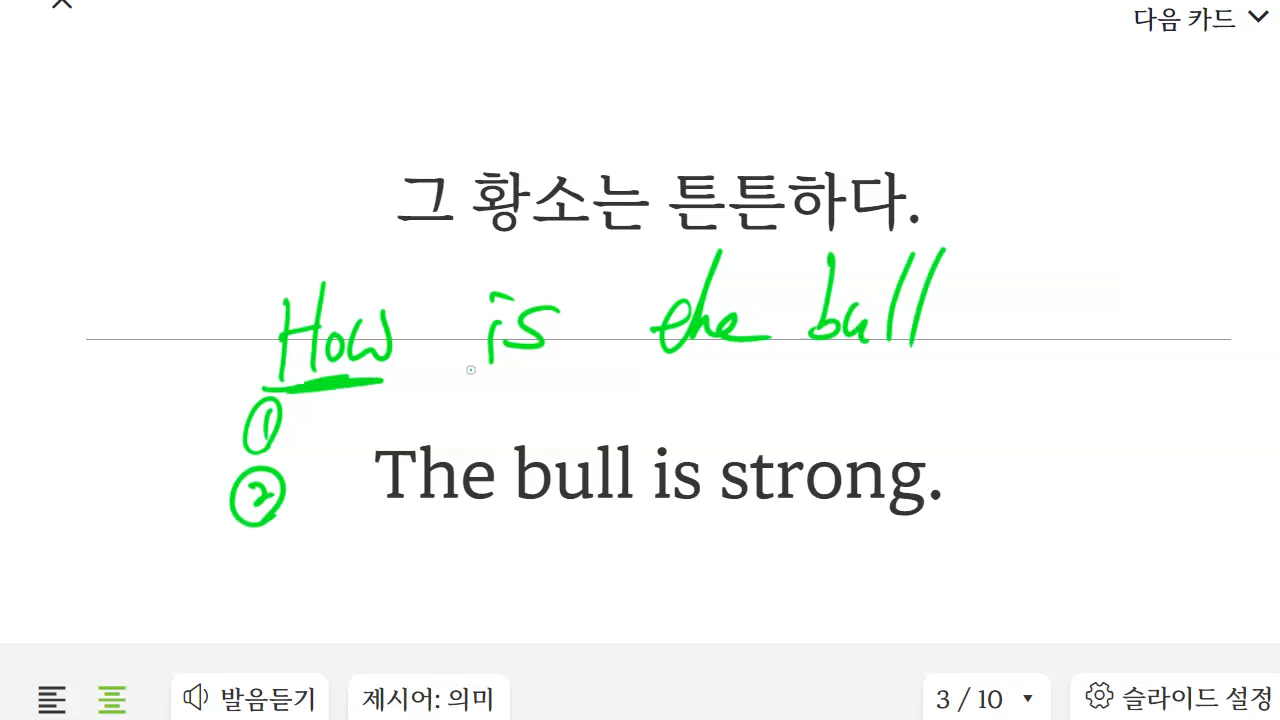 다음 카드
그 황소는 튼튼하다.
How is the bull
①
②
The bull is strong.
발음듣기
제시어: 의미
3 / 10
슬라이드 설정